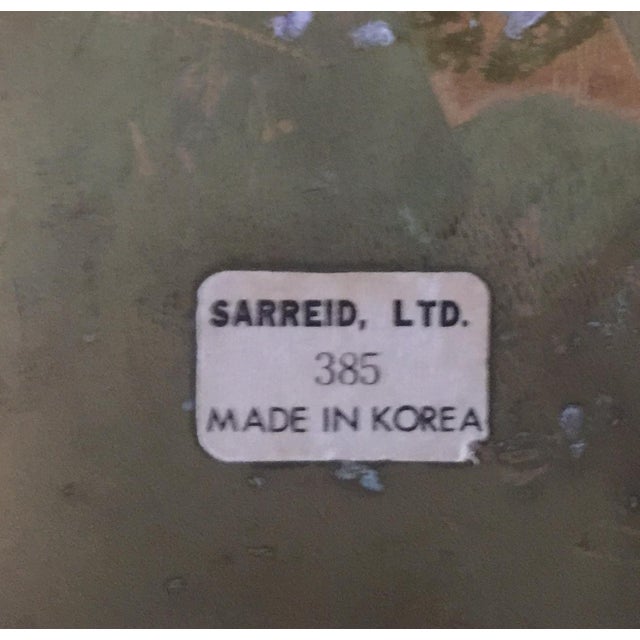 SARREID, LTD.
385
MADE IN KOREA